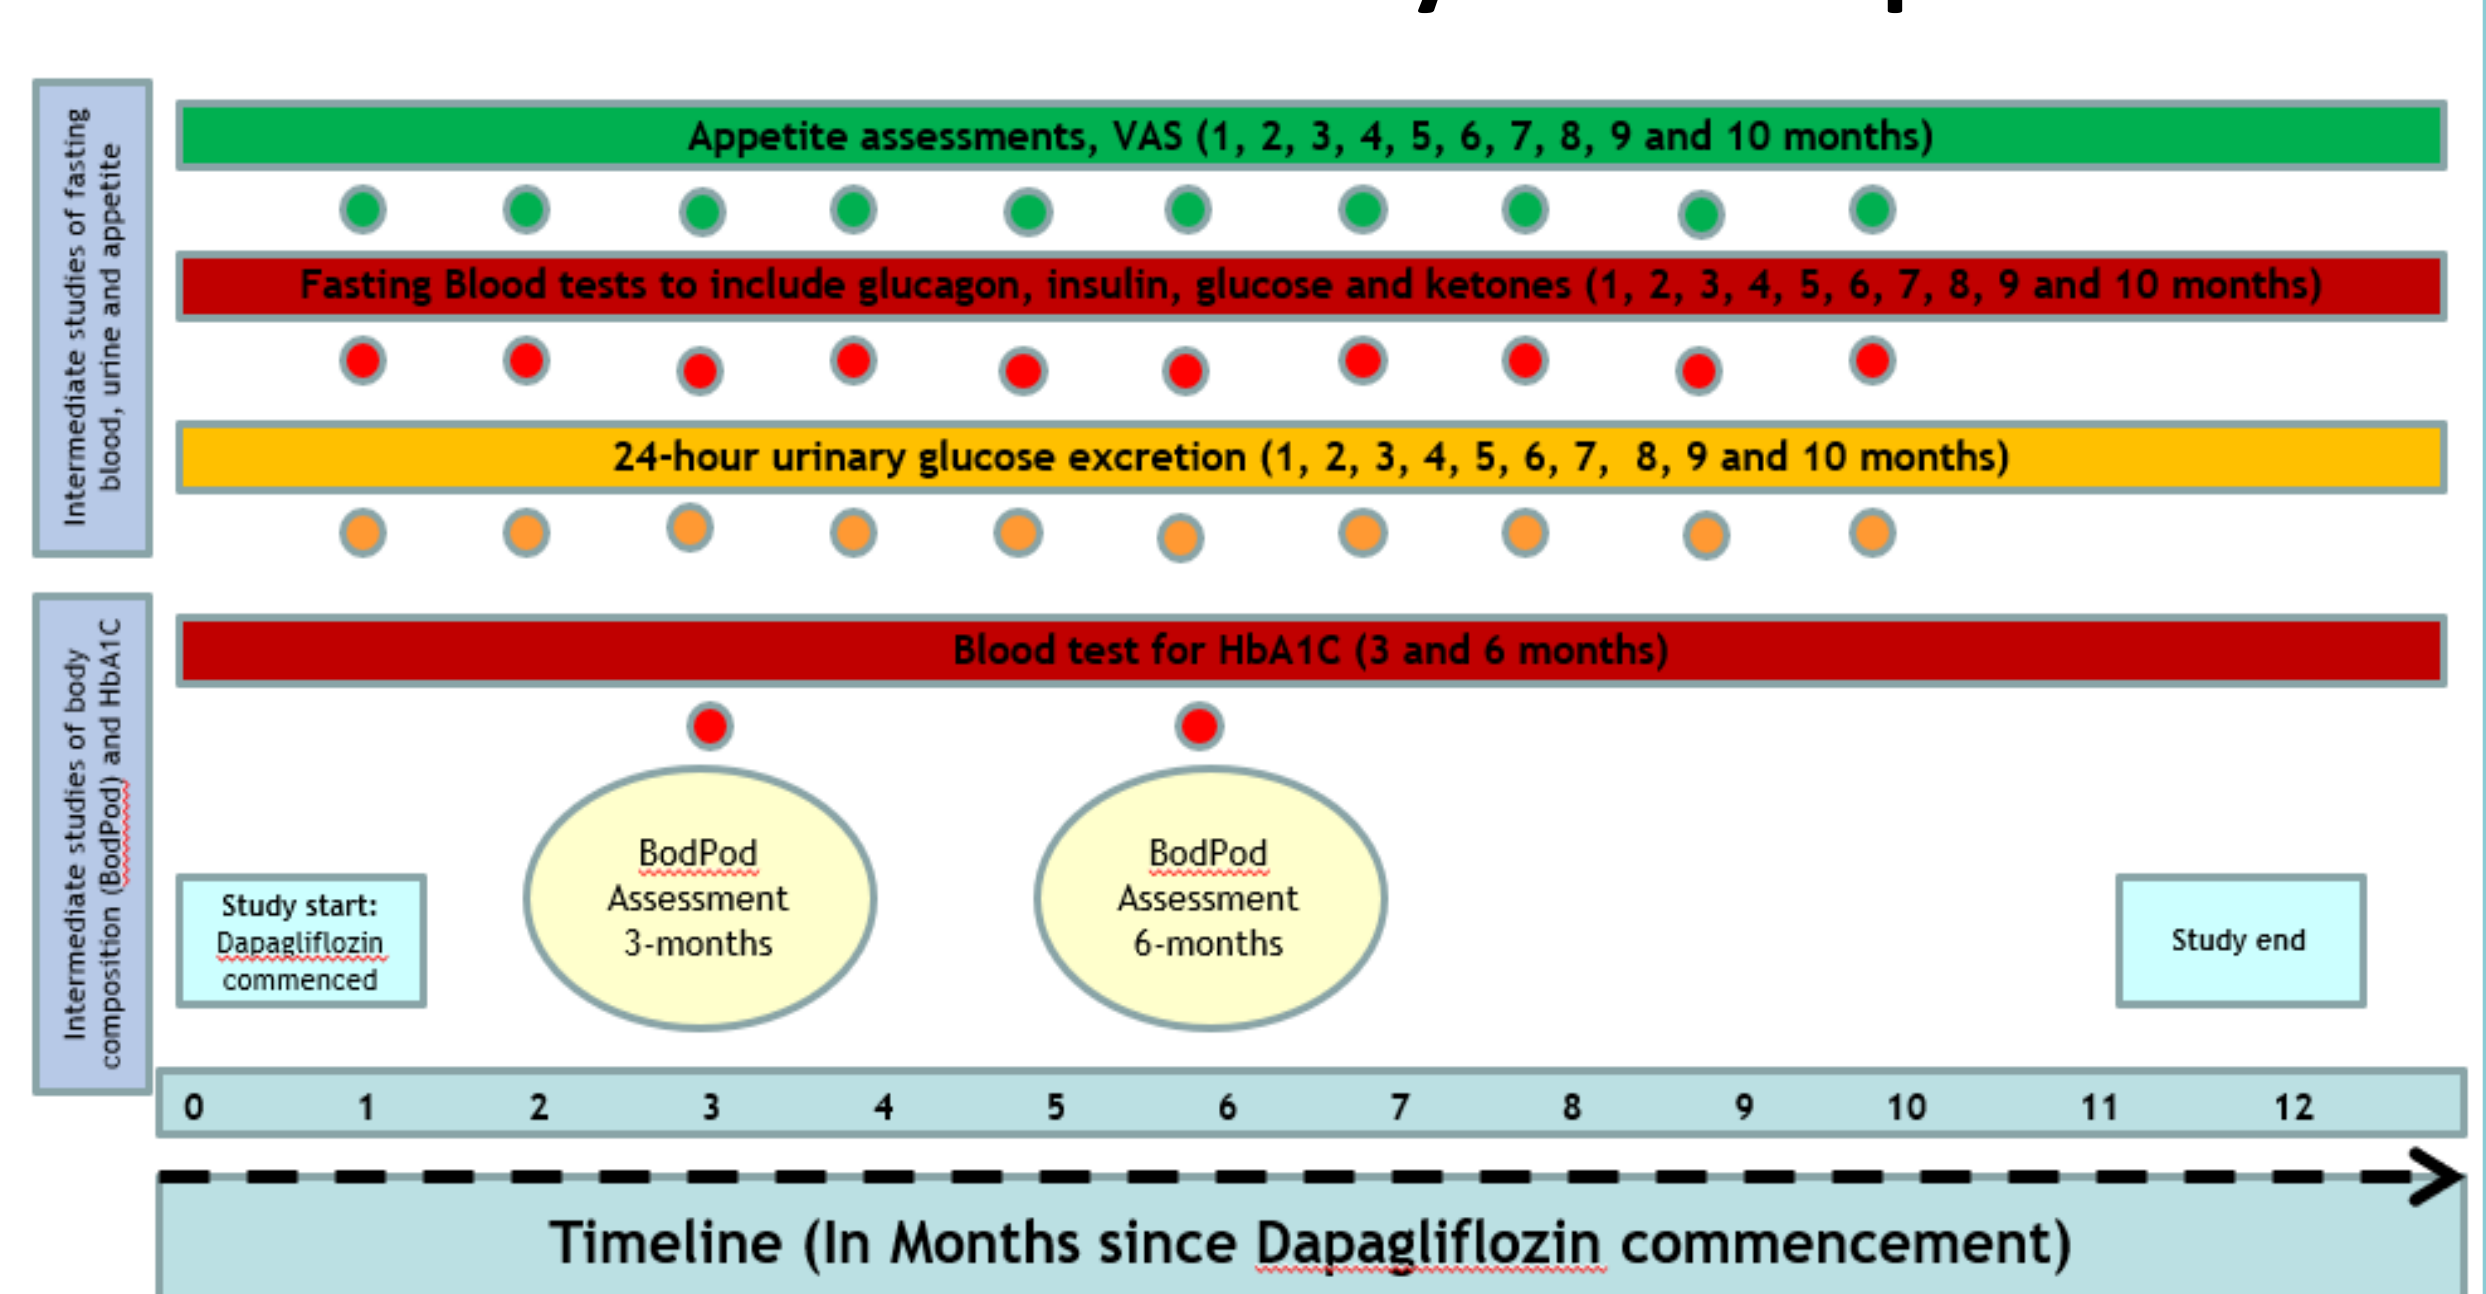 Intermediate studies of fasting
blood, urine and appetite
Appetite assessments, VAS (1, 2, 3, 4, 5, 6, 7, 8, 9 and 10 months)
Fasting Blood tests to include glucagon, insulin, glucose and ketones (1, 2, 3, 4, 5, 6, 7, 8, 9 and 10 months)
24-hour urinary glucose excretion (1, 2, 3, 4, 5, 6, 7,  8, 9 and 10 months)
Intermediate studies of body
composition (BodPod) and HbA1C
Blood test for HbA1C (3 and 6 months)
Study start:
Dapagliflozin
commenced
BodPod
Assessment
3-months
BodPod
Assessment
6-months
Study end
0 1 2 3 4 5 6 7 8 9 10 11 12
Timeline (In Months since Dapagliflozin commencement)